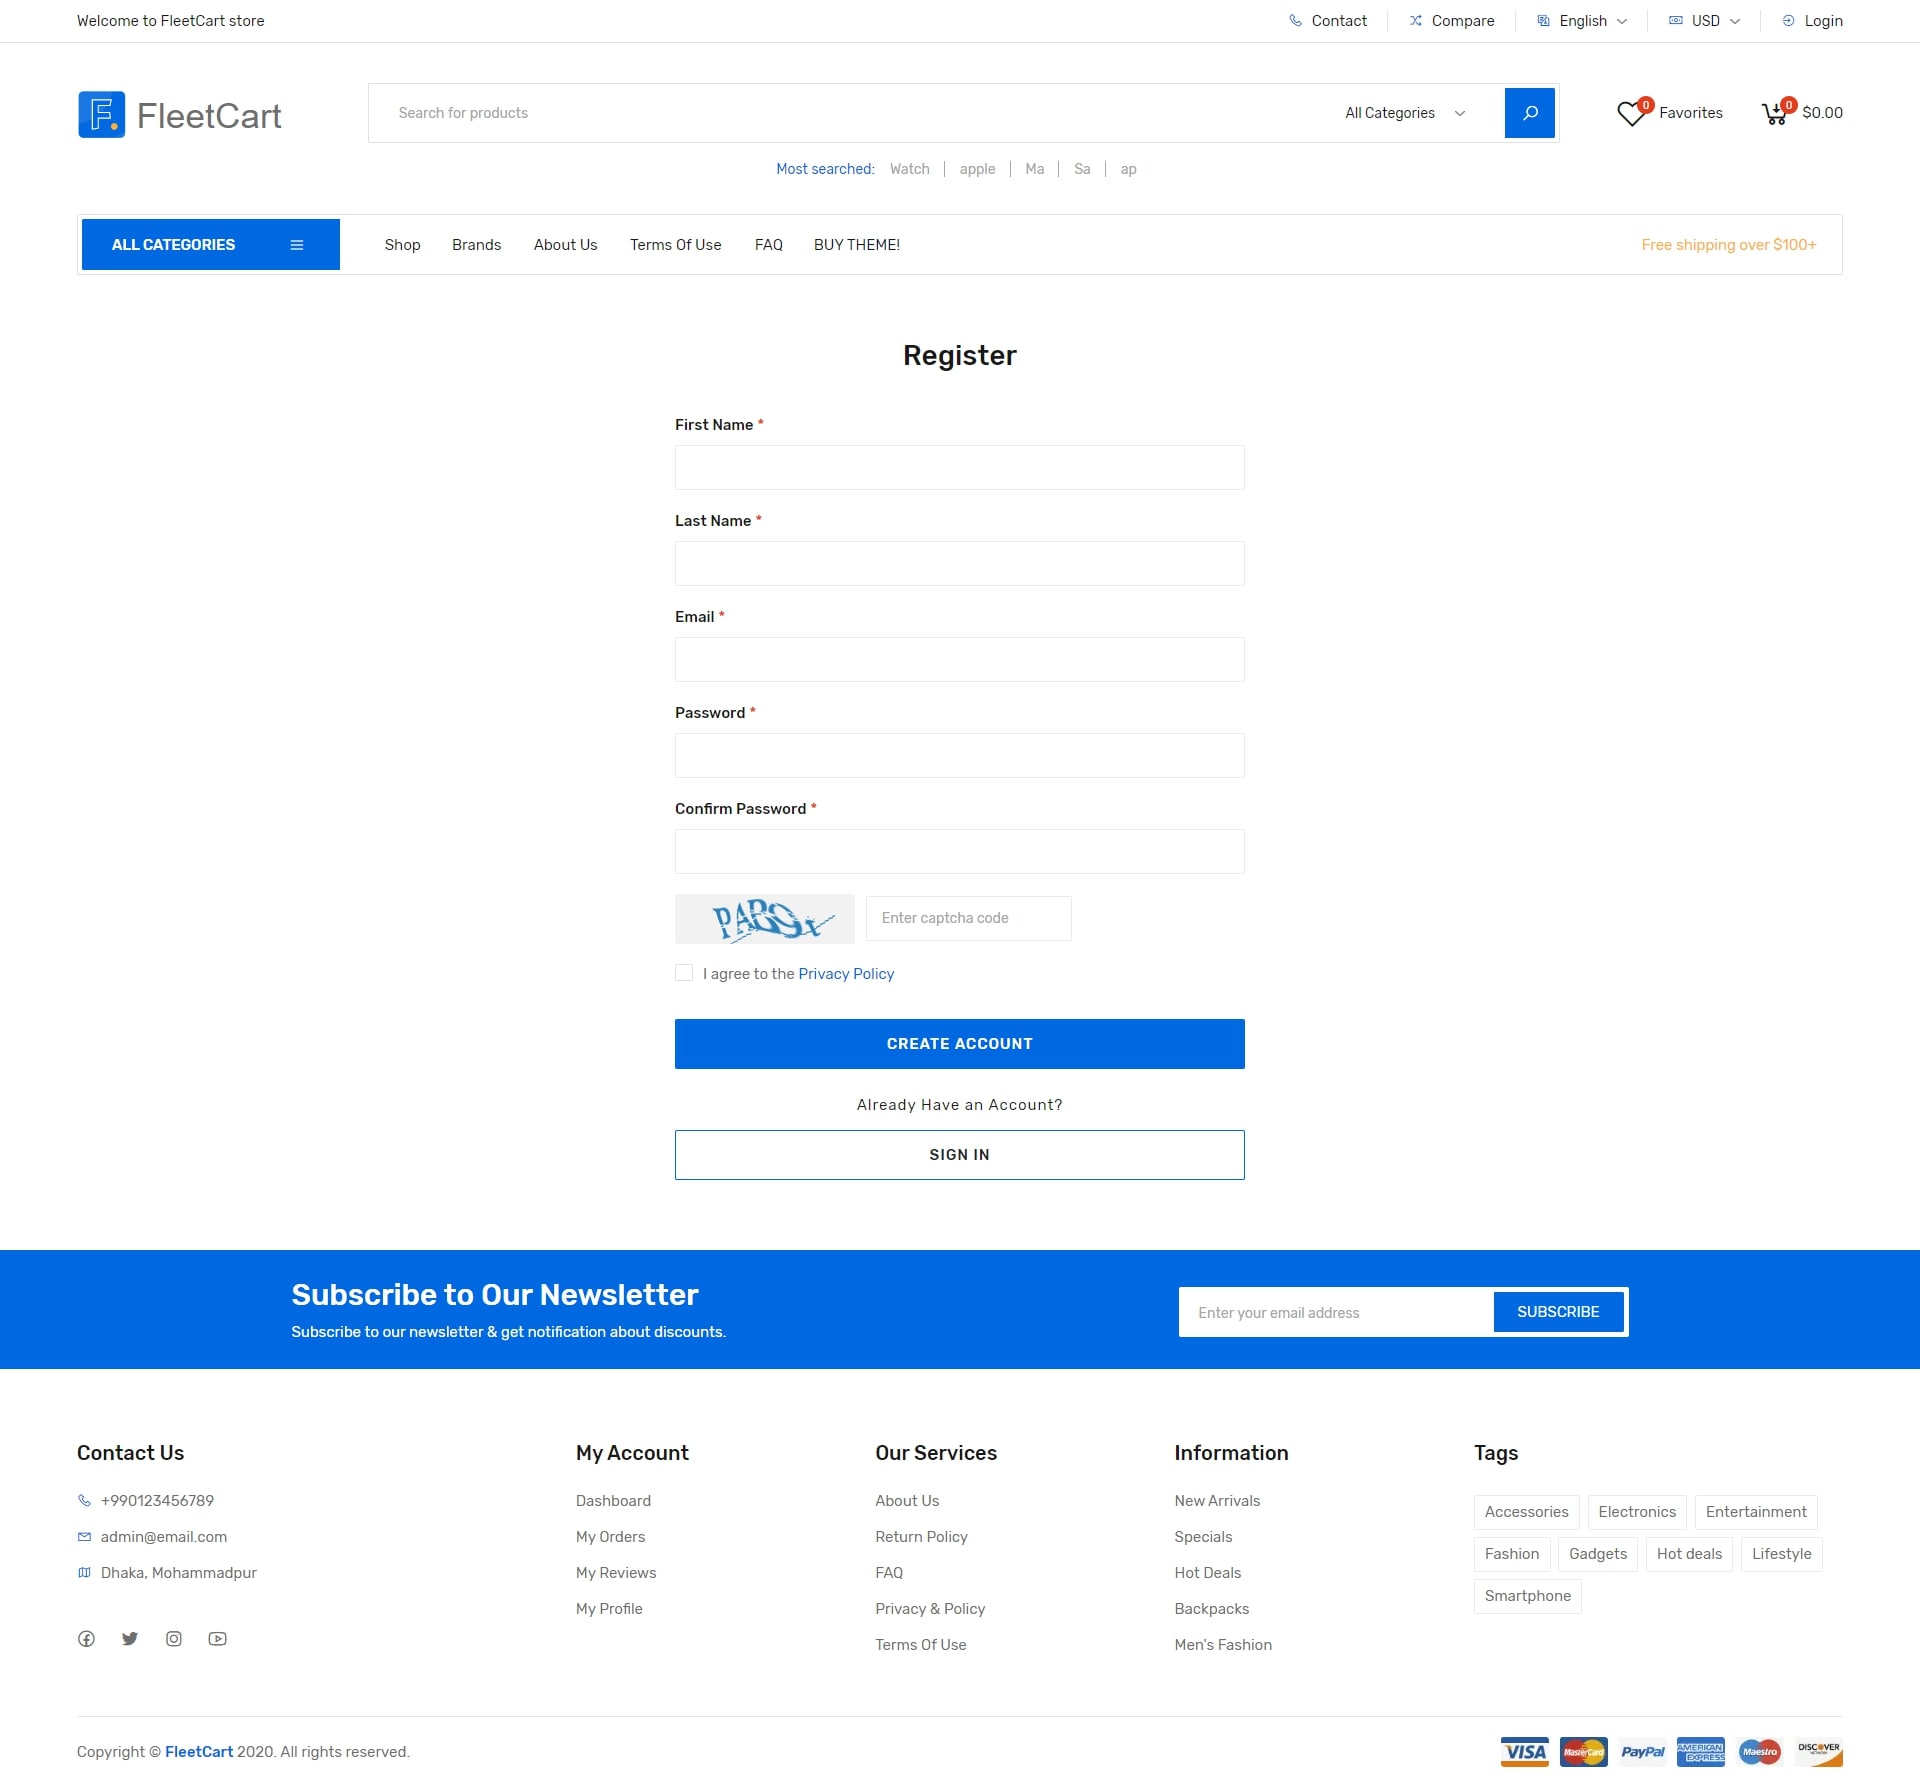 Welcome to FleetCart store
Contact
Compare
English
USD
Login
FleetCart
Search for products
All Categories
0
Favorites
0
$0.00
Most searched: Watch apple Ma Sa ap
ALL CATEGORIES
Shop Brands About Us Terms Of Use FAQ BUY THEME!
Free shipping over $100+
Register
First Name *
Last Name *
Email *
Password *
Confirm Password *
Enter captcha code
I agree to the Privacy Policy
CREATE ACCOUNT
Already Have an Account?
SIGN IN
Subscribe to Our Newsletter
Subscribe to our newsletter & get notification about discounts.
Enter your email address
SUBSCRIBE
Contact Us
+990123456789
admin@email.com
Dhaka, Mohammadpur
My Account
Dashboard
My Orders
My Reviews
My Profile
Our Services
About Us
Return Policy
FAQ
Privacy & Policy
Terms Of Use
Information
New Arrivals
Specials
Hot Deals
Backpacks
Men's Fashion
Tags
Accessories Electronics Entertainment
Fashion Gadgets Hot deals Lifestyle
Smartphone
Copyright © FleetCart 2020. All rights reserved.
VISA
MasterCard
PayPal
AMERICAN EXPRESS
Maestro
DISCOVER
NETWORK